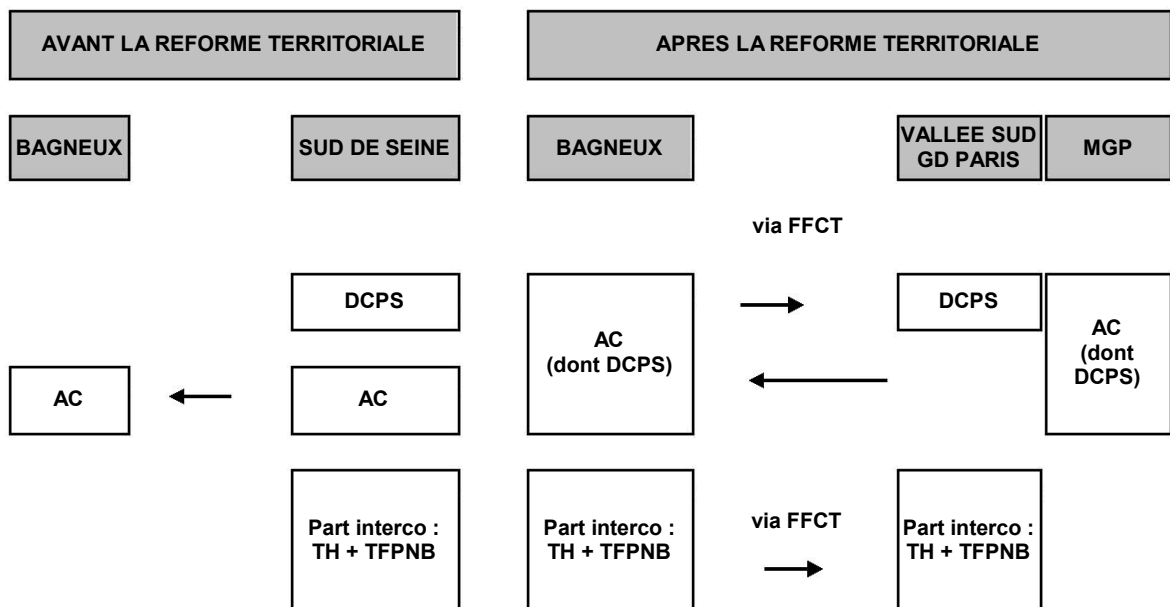 AVANT LA REFORME TERRITORIALE
APRES LA REFORME TERRITORIALE
BAGNEUX
SUD DE SEINE
BAGNEUX
VALLEE SUD
GD PARIS
MGP
via FFCT
DCPS
AC
(dont DCPS)
DCPS
AC
(dont
DCPS)
AC
AC
Part interco :
TH + TFPNB
Part interco :
TH + TFPNB
via FFCT
Part interco :
TH + TFPNB